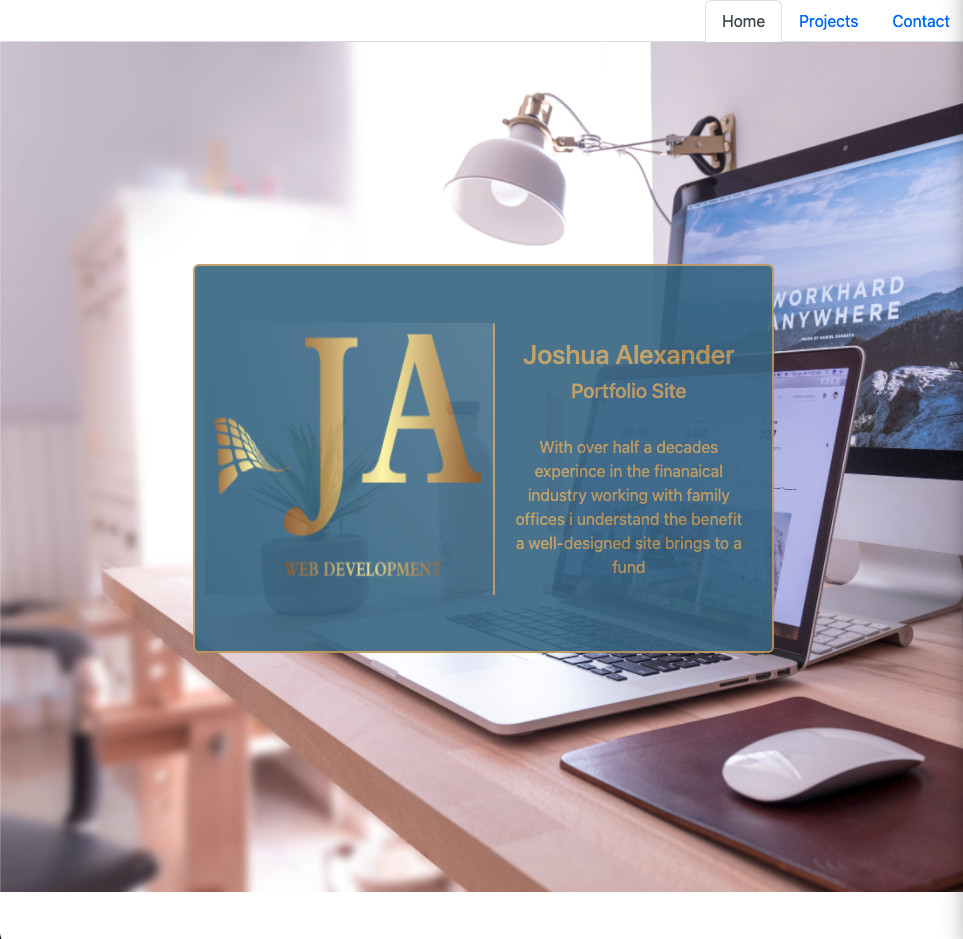 Home Projects Contact
WORKHARD
ANYWHERE
JA
WEB DEVELOPMENT
Joshua Alexander
Portfolio Site
With over half a decades
experince in the finanaical
industry working with family
offices i understand the benefit
a well-designed site brings to a
fund